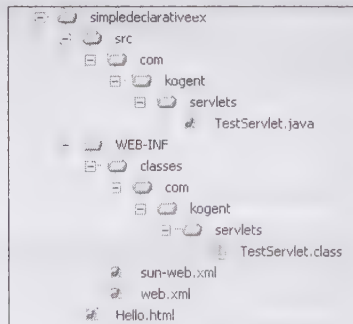 simpledeclarativeex
src
com
kogent
servlets
TestServlet.java
WEB-INF
classes
com
kogent
servlets
TestServlet.class
sun-web.xml
web.xml
Hello.html